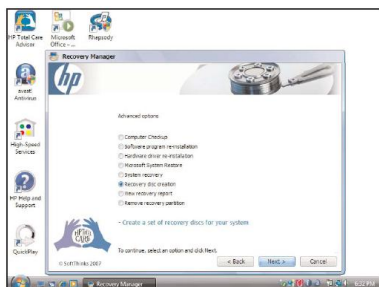 HP Total Care
Advisor
Microsoft
Office - ...
Rhapsody
avast!
Antivirus
High-Speed
Services
HP Help and
Support
QuickPlay
Recovery Manager
hp
Advanced options
Computer Checkup
Software program re-installation
Hardware driver re-installation
Microsoft System Restore
System recovery
Recovery disc creation
View recovery report
Remove recovery partition
- Create a set of recovery discs for your system
To continue, select an option and click Next.
© SoftThinks 2007
< Back
Next >
Cancel
Recovery Manager
6:32 PM